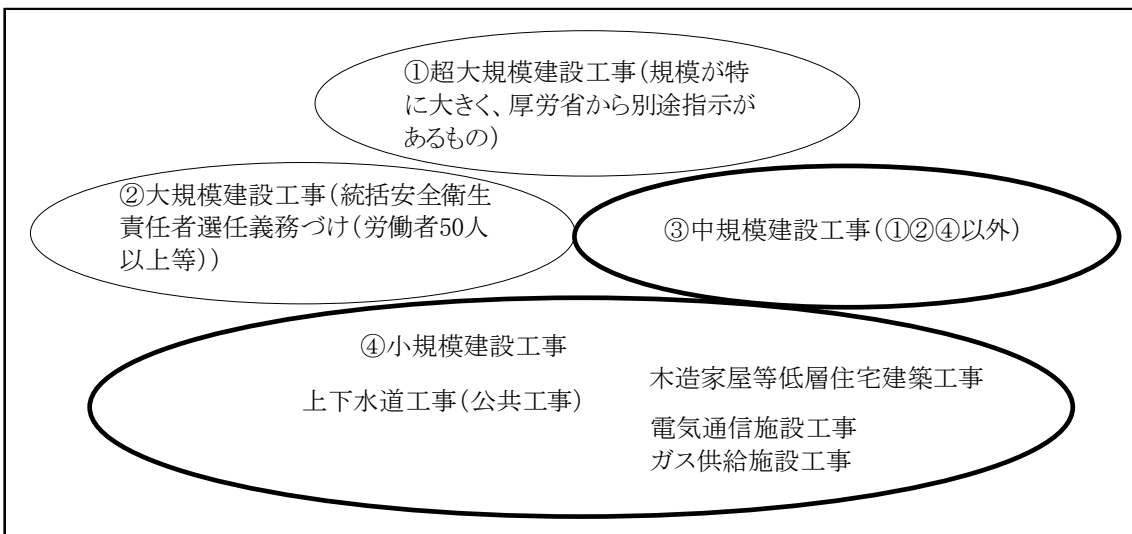 ①超大規模建設工事(規模が特
に大きく、厚労省から別途指示が
あるもの)
②大規模建設工事(統括安全衛生
責任者選任義務づけ(労働者50人
以上等))
③中規模建設工事(①②④以外)
④小規模建設工事
上下水道工事(公共工事)
木造家屋等低層住宅建築工事
電気通信施設工事
ガス供給施設工事